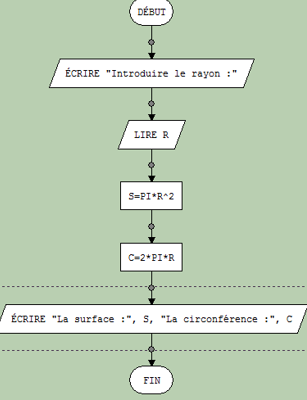 DÉBUT
ÉCRIRE "Introduire le rayon :"
LIRE R
S=PI*R^2
C=2*PI*R
ÉCRIRE "La surface :", S, "La circonférence :", C
FIN